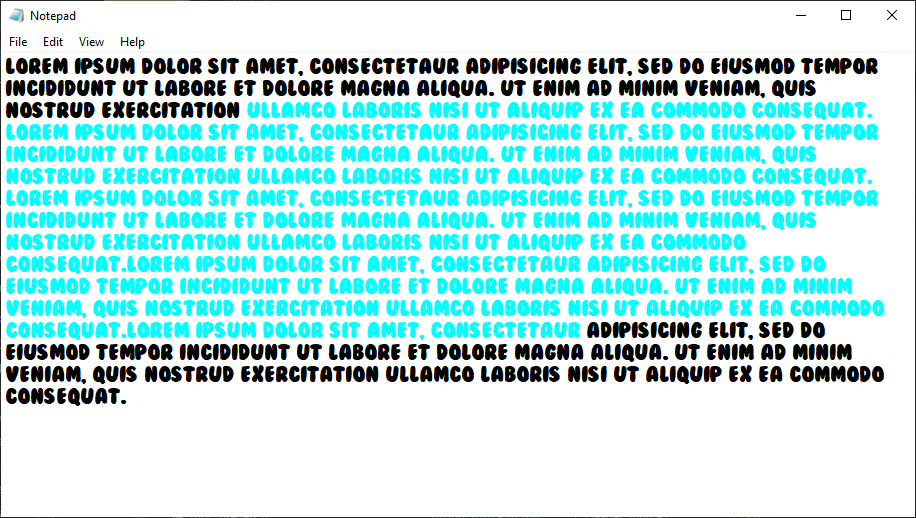 Notepad
File Edit View Help
LOREM IPSUM DOLOR SIT AMET, CONSECTETAUR ADIPISICING ELIT, SED DO EIUSMOD TEMPOR
INCIDIDUNT UT LABORE ET DOLORE MAGNA ALIQUA. UT ENIM AD MINIM VENIAM, QUIS
NOSTRUD EXERCITATION ULLAMCO LABORIS NISI UT ALIQUIP EX EA COMMODO CONSEQUAT.
LOREM IPSUM DOLOR SIT AMET, CONSECTETAUR ADIPISICING ELIT, SED DO EIUSMOD TEMPOR
INCIDIDUNT UT LABORE ET DOLORE MAGNA ALIQUA. UT ENIM AD MINIM VENIAM, QUIS
NOSTRUD EXERCITATION ULLAMCO LABORIS NISI UT ALIQUIP EX EA COMMODO CONSEQUAT.
LOREM IPSUM DOLOR SIT AMET, CONSECTETAUR ADIPISICING ELIT, SED DO EIUSMOD TEMPOR
INCIDIDUNT UT LABORE ET DOLORE MAGNA ALIQUA. UT ENIM AD MINIM VENIAM, QUIS
NOSTRUD EXERCITATION ULLAMCO LABORIS NISI UT ALIQUIP EX EA COMMODO
CONSEQUAT.LOREM IPSUM DOLOR SIT AMET, CONSECTETAUR ADIPISICING ELIT, SED DO
EIUSMOD TEMPOR INCIDIDUNT UT LABORE ET DOLORE MAGNA ALIQUA. UT ENIM AD MINIM
VENIAM, QUIS NOSTRUD EXERCITATION ULLAMCO LABORIS NISI UT ALIQUIP EX EA COMMODO
CONSEQUAT.LOREM IPSUM DOLOR SIT AMET, CONSECTETAUR ADIPISICING ELIT, SED DO
EIUSMOD TEMPOR INCIDIDUNT UT LABORE ET DOLORE MAGNA ALIQUA. UT ENIM AD MINIM
VENIAM, QUIS NOSTRUD EXERCITATION ULLAMCO LABORIS NISI UT ALIQUIP EX EA COMMODO
CONSEQUAT.